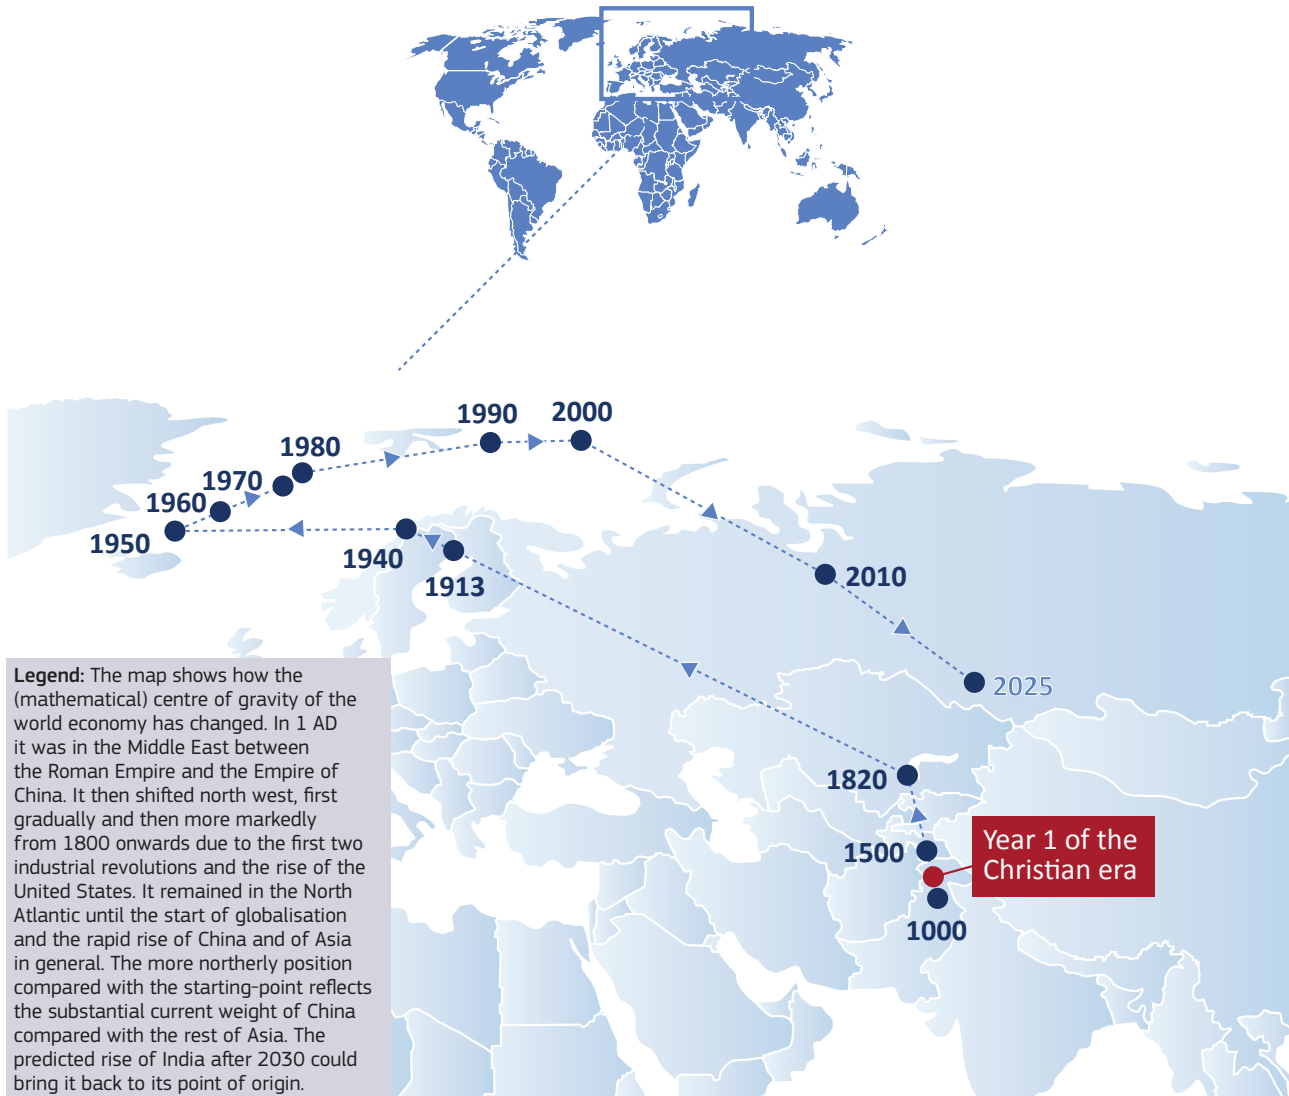 1990
2000
1980
1970
1960
1950
1940
1913
2010
2025
1820
1500
Year 1 of the
Christian era
1000
Legend: The map shows how the
(mathematical) centre of gravity of the
world economy has changed. In 1 AD
it was in the Middle East between
the Roman Empire and the Empire of
China. It then shifted north west, first
gradually and then more markedly
from 1800 onwards due to the first two
industrial revolutions and the rise of the
United States. It remained in the North
Atlantic until the start of globalisation
and the rapid rise of China and of Asia
in general. The more northerly position
compared with the starting-point reflects
the substantial current weight of China
compared with the rest of Asia. The
predicted rise of India after 2030 could
bring it back to its point of origin.